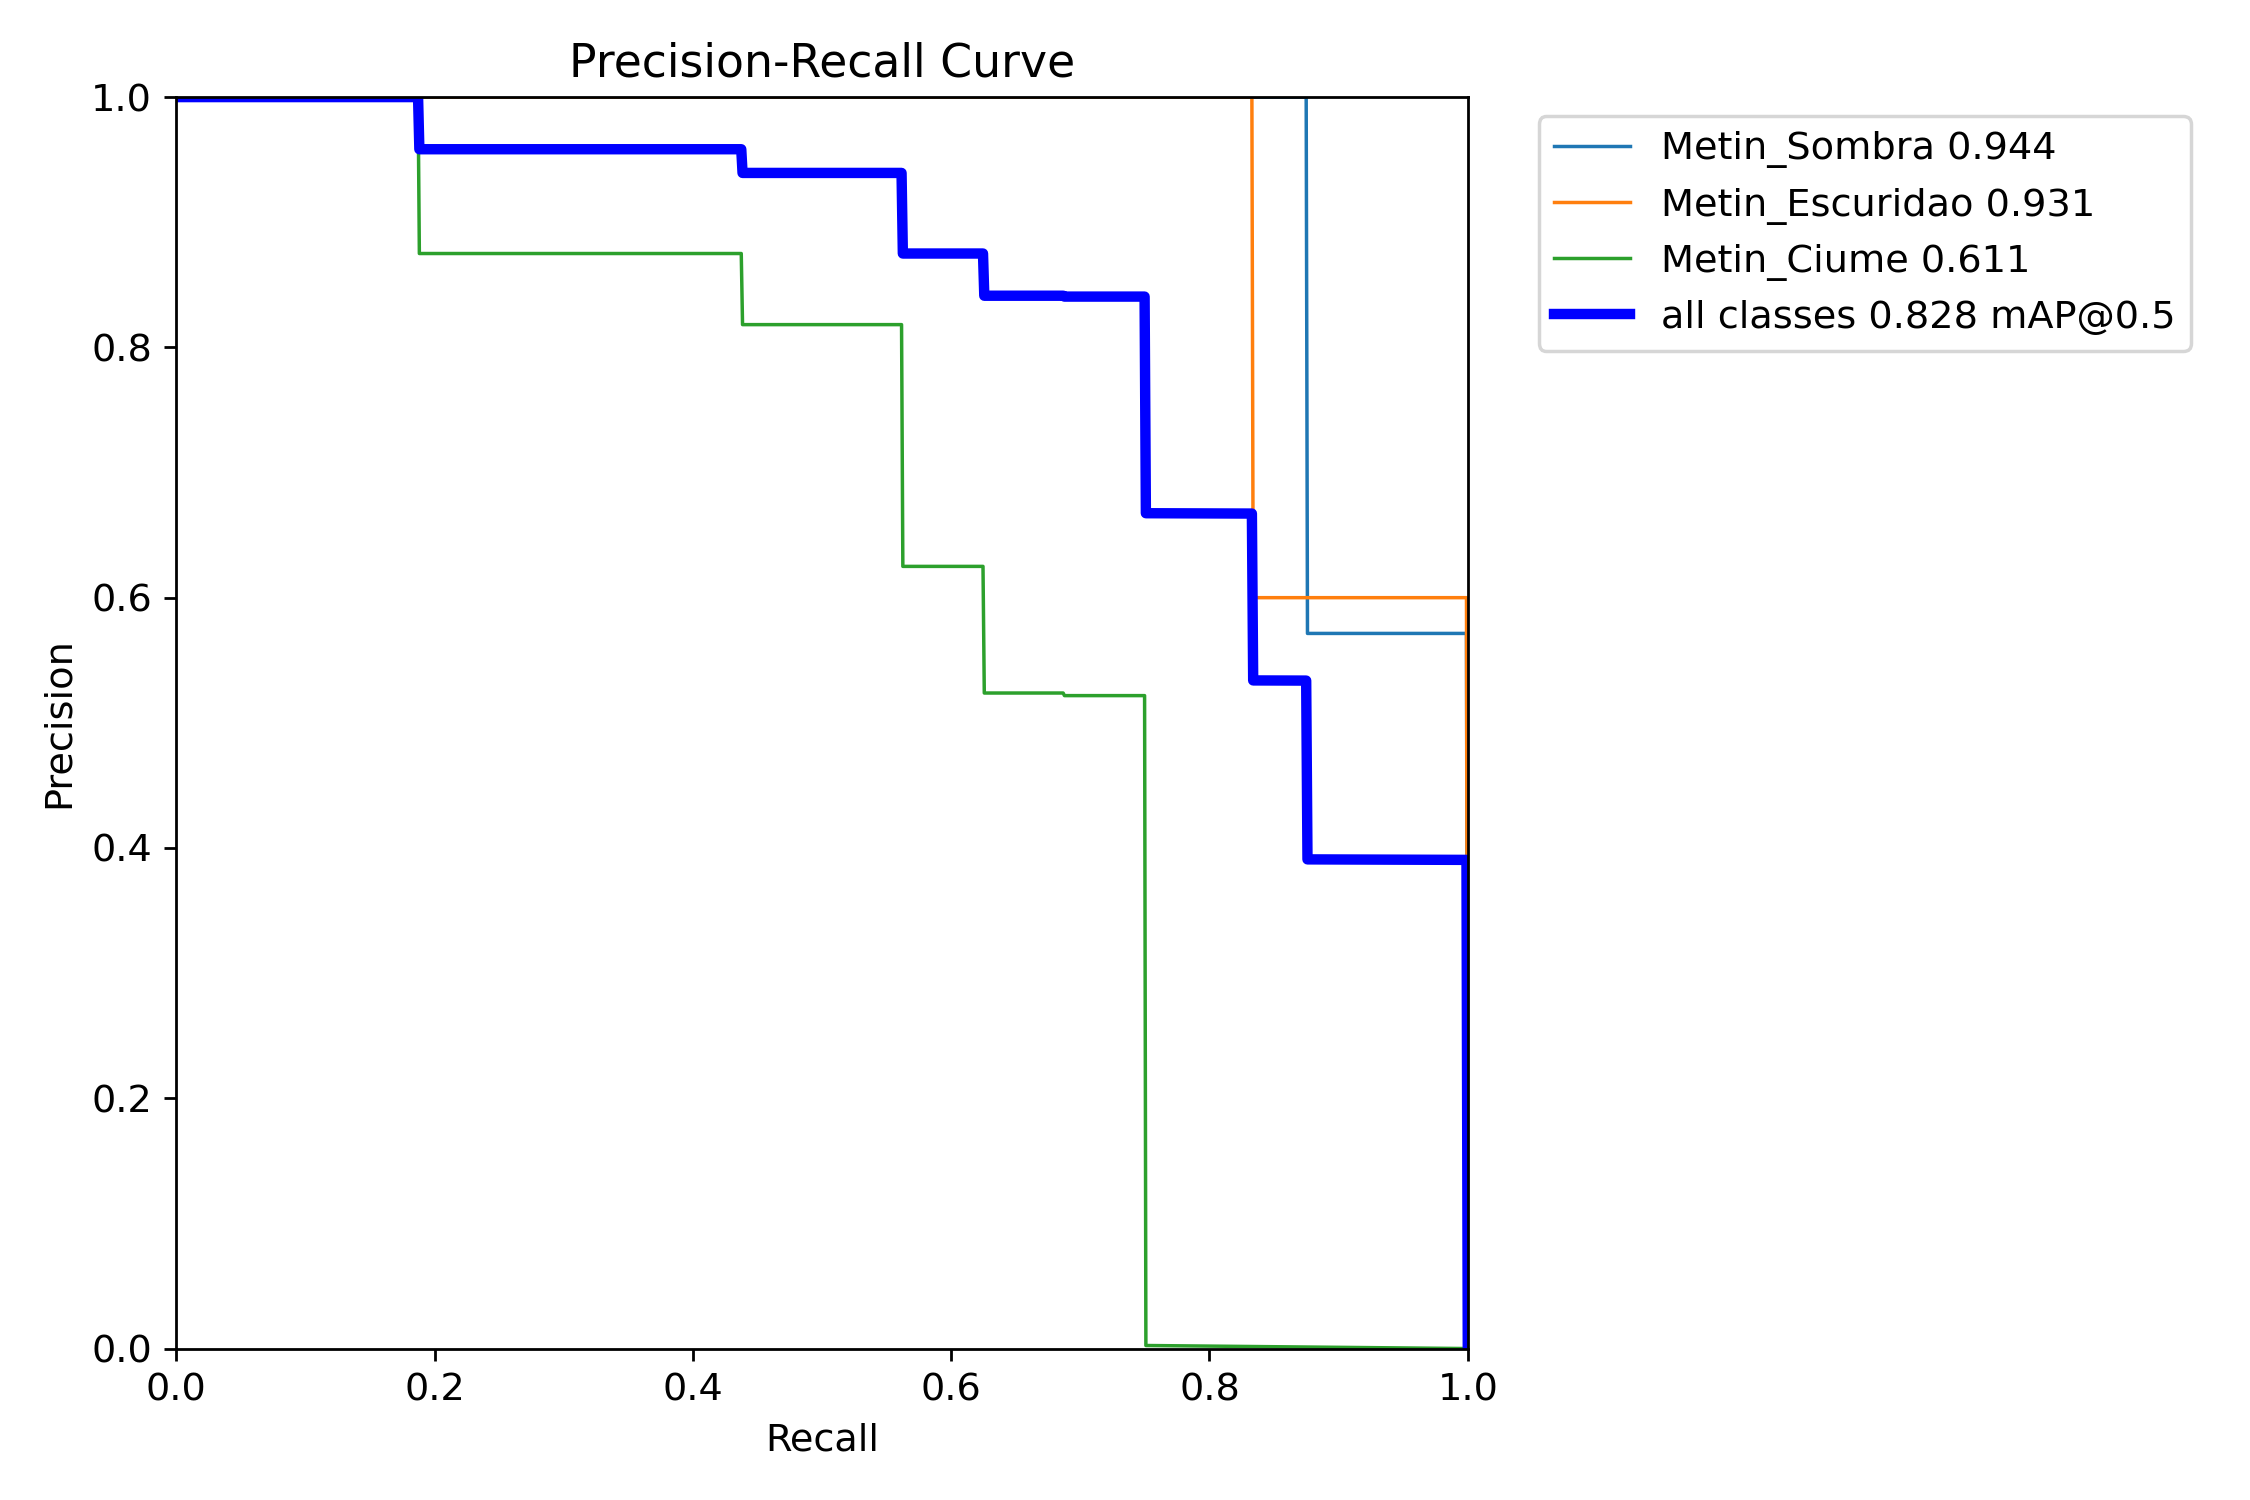 Precision-Recall Curve
1.0
0.8
0.6
0.4
0.2
0.0
Precision
0.0 0.2 0.4 0.6 0.8 1.0
Recall
Metin_Sombra 0.944
Metin_Escuridao 0.931
Metin_Ciume 0.611
all classes 0.828 mAP@0.5